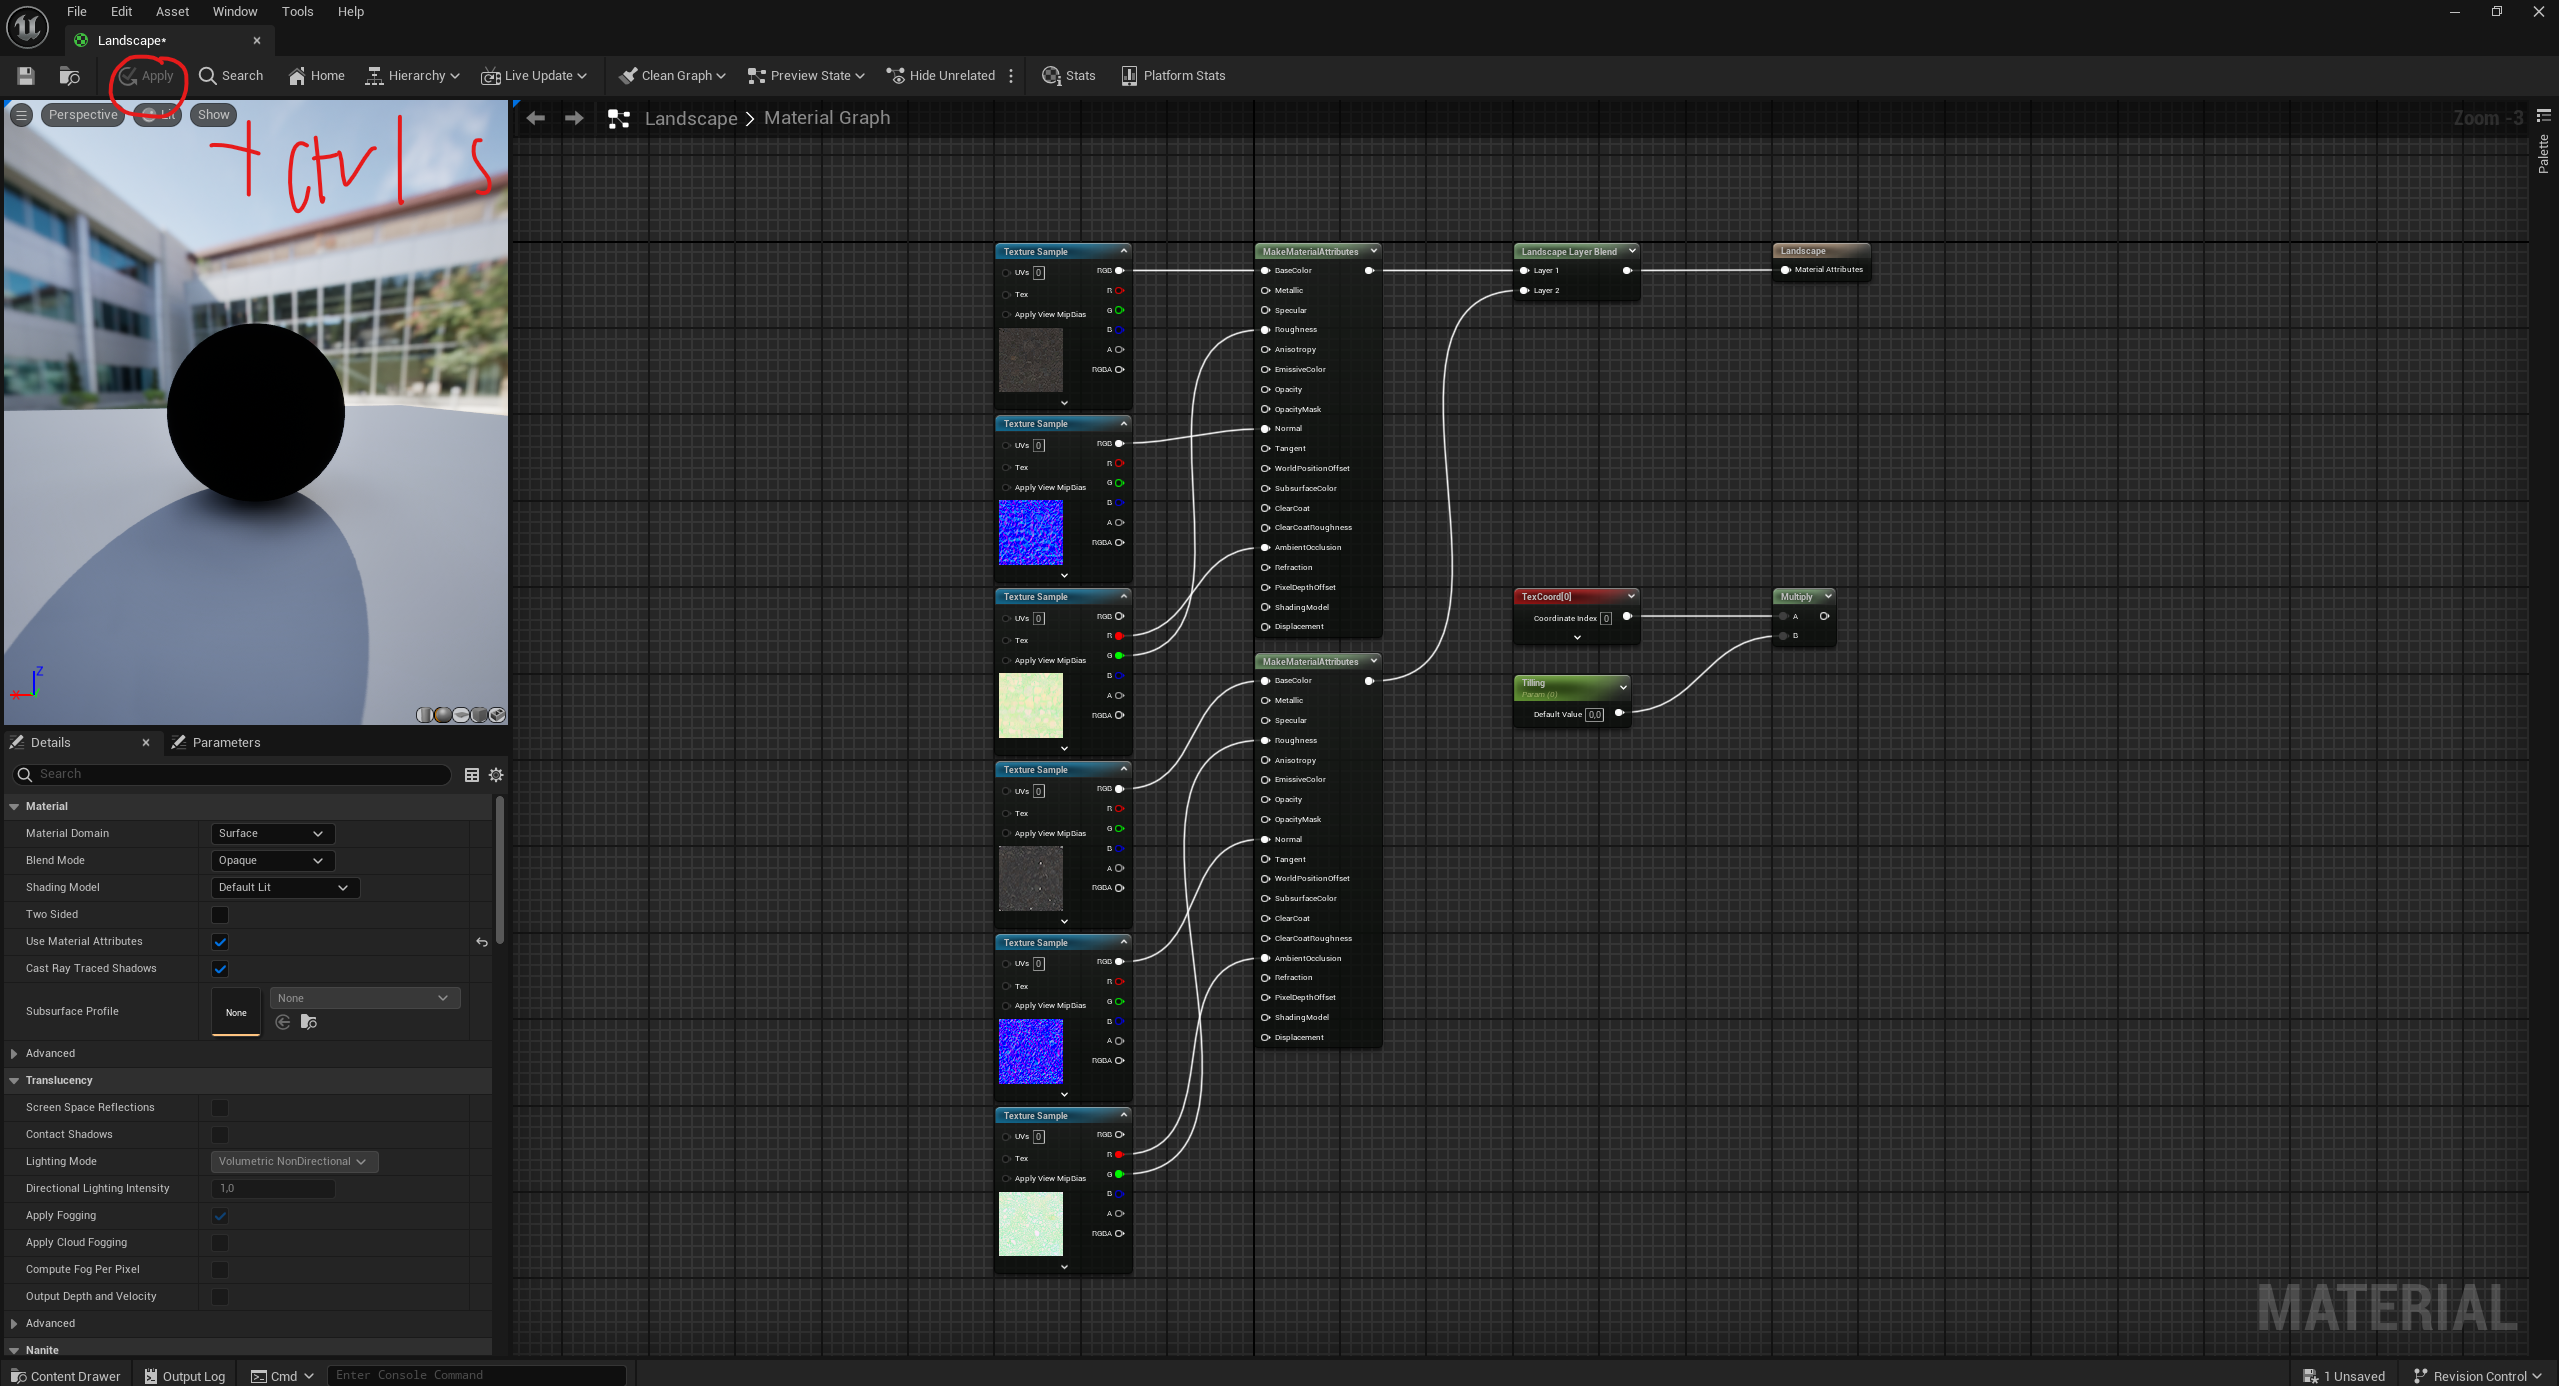 File Edit Asset Window Tools Help
Landscape*
Apply Search Home Hierarchy Live Update Clean Graph Preview State Hide Unrelated Stats Platform Stats
Perspective Lit Show
+ ctrl s
Landscape > Material Graph
Zoom -3
Palette
Texture Sample
UVs 0 RGB
Tex R
G
Apply View MipBias
B
A
RGBA
Texture Sample
UVs 0 RGB
Tex R
G
Apply View MipBias
B
A
RGBA
Texture Sample
UVs 0 RGB
Tex R
G
Apply View MipBias
B
A
RGBA
Texture Sample
UVs 0 RGB
Tex R
G
Apply View MipBias
B
A
RGBA
Texture Sample
UVs 0 RGB
Tex R
G
Apply View MipBias
B
A
RGBA
Texture Sample
UVs 0 RGB
Tex R
G
Apply View MipBias
B
A
RGBA
MakeMaterialAttributes
BaseColor
Metallic
Specular
Roughness
Anisotropy
EmissiveColor
Opacity
OpacityMask
Normal
Tangent
WorldPositionOffset
SubsurfaceColor
ClearCoat
ClearCoatRoughness
AmbientOcclusion
Refraction
PixelDepthOffset
ShadingModel
Displacement
MakeMaterialAttributes
BaseColor
Metallic
Specular
Roughness
Anisotropy
EmissiveColor
Opacity
OpacityMask
Normal
Tangent
WorldPositionOffset
SubsurfaceColor
ClearCoat
ClearCoatRoughness
AmbientOcclusion
Refraction
PixelDepthOffset
ShadingModel
Displacement
Landscape Layer Blend
Layer 1
Layer 2
Landscape
Material Attributes
TexCoord[0]
Coordinate Index 0
Multiply
A
B
Tilling
Param (0)
Default Value 0,0
Z
X
Y
Details Parameters
Search
Material
Material Domain Surface
Blend Mode Opaque
Shading Model Default Lit
Two Sided
Use Material Attributes
Cast Ray Traced Shadows
Subsurface Profile None None
Advanced
Translucency
Screen Space Reflections
Contact Shadows
Lighting Mode Volumetric NonDirectional
Directional Lighting Intensity 1,0
Apply Fogging
Apply Cloud Fogging
Compute Fog Per Pixel
Output Depth and Velocity
Advanced
Nanite
MATERIAL
Content Drawer Output Log Cmd Enter Console Command 1 Unsaved Revision Control